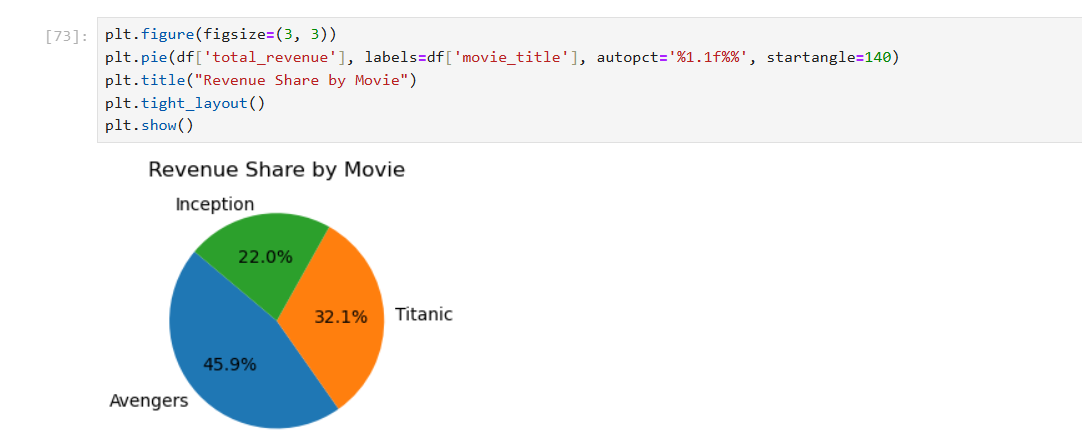 [73]: plt.figure(figsize=(3, 3))
plt.pie(df['total_revenue'], labels=df['movie_title'], autopct='%1.1f%%', startangle=140)
plt.title("Revenue Share by Movie")
plt.tight_layout()
plt.show()
Revenue Share by Movie
Inception
22.0%
32.1%
Titanic
45.9%
Avengers